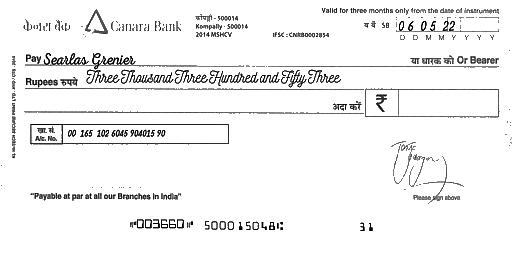 केनरा बैंक Canara Bank
कोंपल्ली - 500014
Kompally - 500014
2014 MSHCV
IFSC : CNRB0002854
Valid for three months only from the date of instrument
SB 06 05 22
D D M M Y Y Y Y
Pay Searlas Grenier या धारक को Or Bearer
Rupees रुपये Three Thousand Three Hundred and Fifty Three
अदा करें ₹
खा. सं.
A/c. No. 00 165 102 6045 904015 90
Please sign above
"Payable at par at all our Branches in India"
⑈003660⑈ 500015048⑆ 31